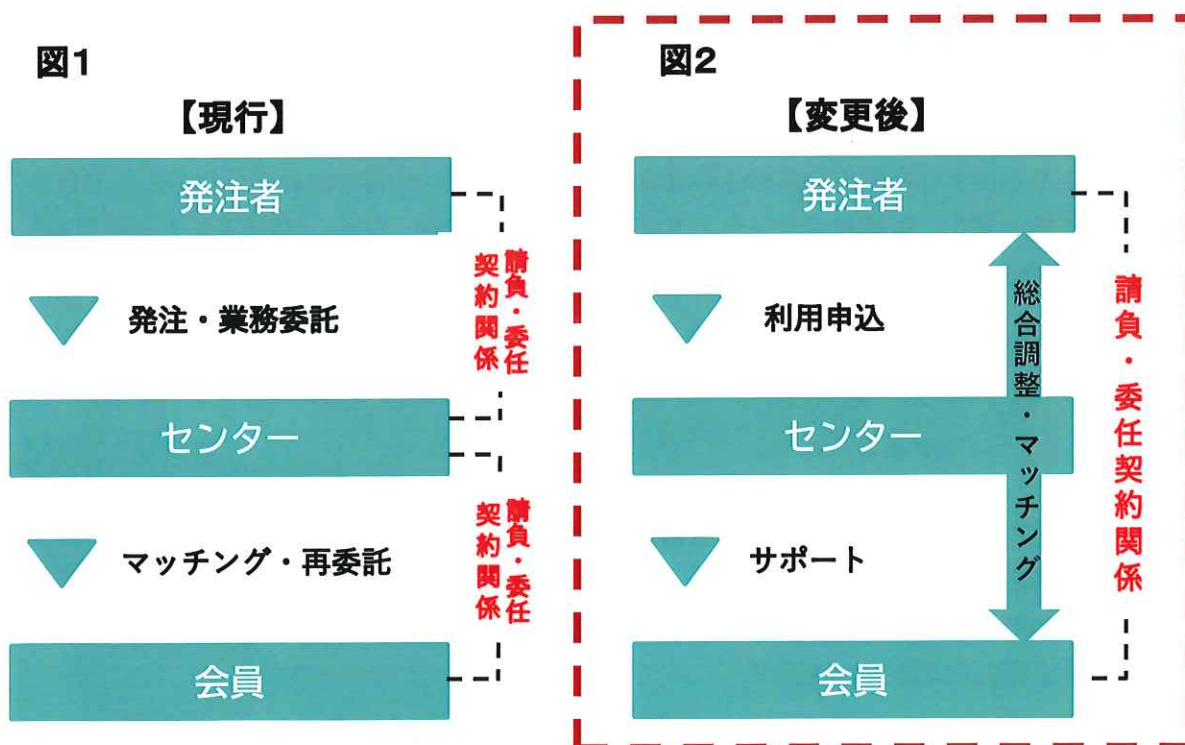 図1
【現行】
発注者
発注・業務委託
請負・委任
契約関係
センター
マッチング・再委託
請負・委任
契約関係
会員
図2
【変更後】
発注者
利用申込
総合調整・マッチング
請負・委任契約関係
センター
サポート
会員